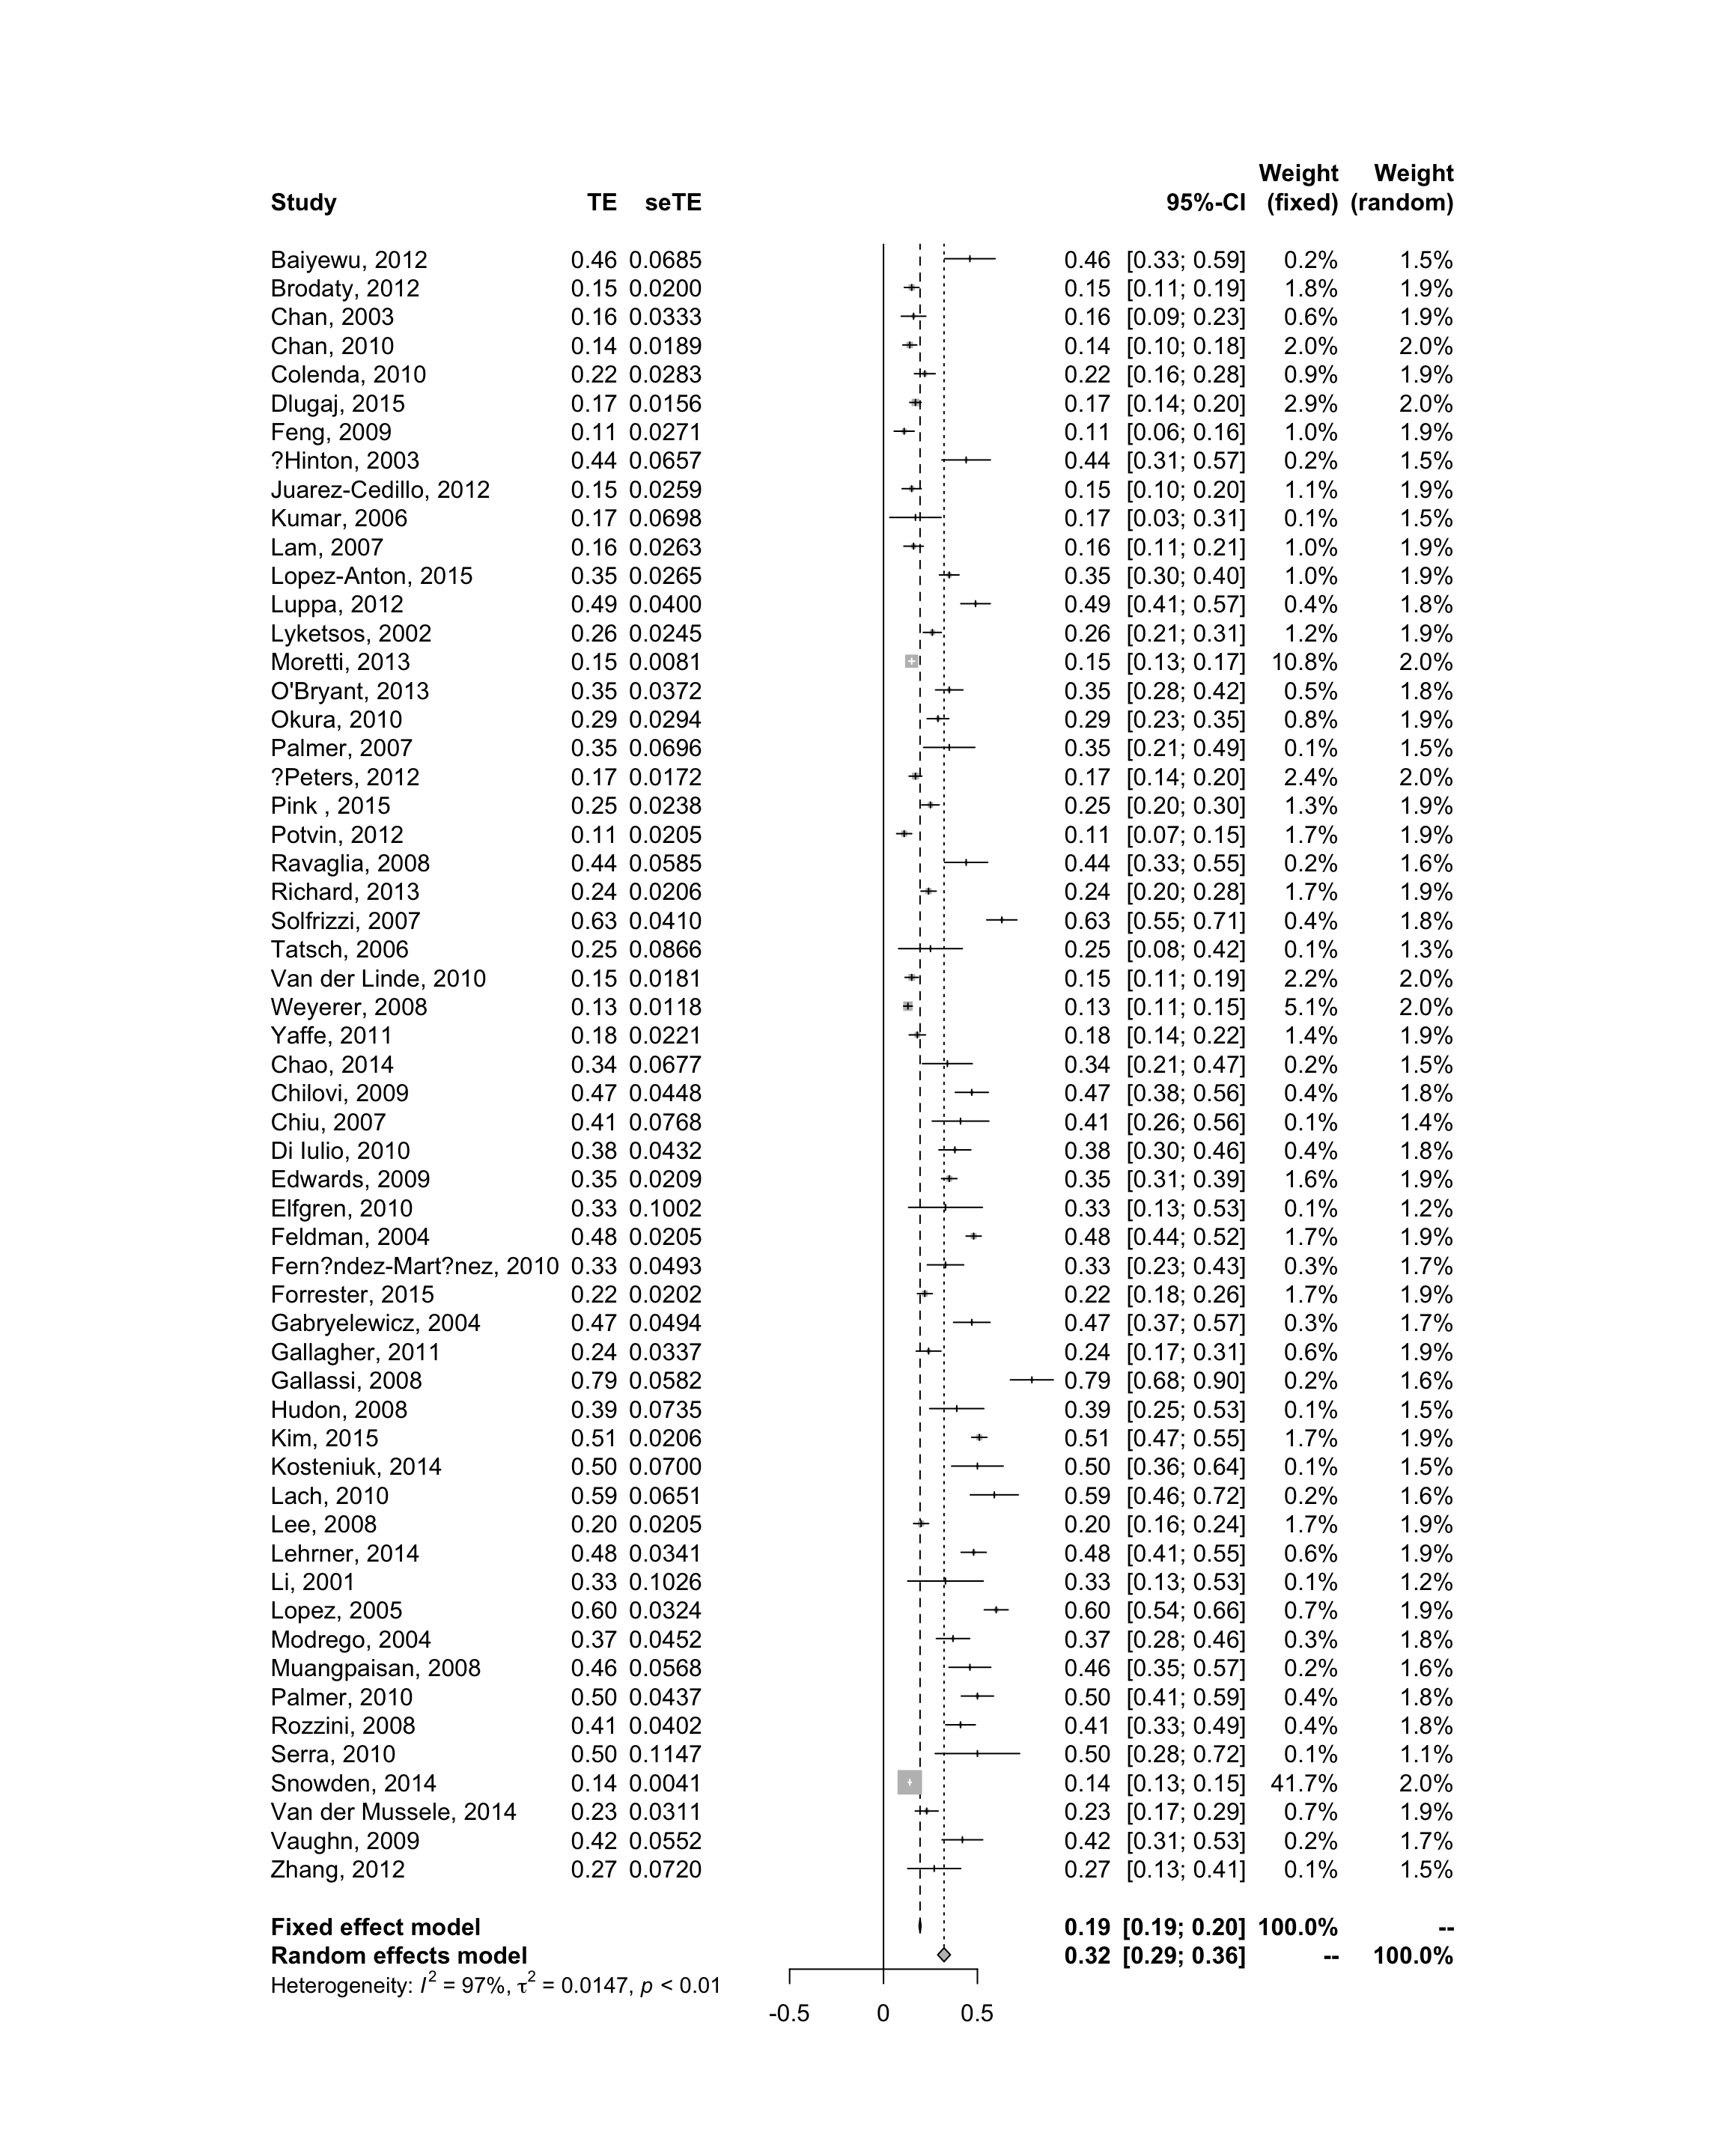 Weight Weight
Study TE seTE 95%-CI (fixed) (random)
Baiyewu, 2012 0.46 0.0685 0.46 [0.33; 0.59] 0.2% 1.5%
Brodaty, 2012 0.15 0.0200 0.15 [0.11; 0.19] 1.8% 1.9%
Chan, 2003 0.16 0.0333 0.16 [0.09; 0.23] 0.6% 1.9%
Chan, 2010 0.14 0.0189 0.14 [0.10; 0.18] 2.0% 2.0%
Colenda, 2010 0.22 0.0283 0.22 [0.16; 0.28] 0.9% 1.9%
Dlugaj, 2015 0.17 0.0156 0.17 [0.14; 0.20] 2.9% 2.0%
Feng, 2009 0.11 0.0271 0.11 [0.06; 0.16] 1.0% 1.9%
?Hinton, 2003 0.44 0.0657 0.44 [0.31; 0.57] 0.2% 1.5%
Juarez-Cedillo, 2012 0.15 0.0259 0.15 [0.10; 0.20] 1.1% 1.9%
Kumar, 2006 0.17 0.0698 0.17 [0.03; 0.31] 0.1% 1.5%
Lam, 2007 0.16 0.0263 0.16 [0.11; 0.21] 1.0% 1.9%
Lopez-Anton, 2015 0.35 0.0265 0.35 [0.30; 0.40] 1.0% 1.9%
Luppa, 2012 0.49 0.0400 0.49 [0.41; 0.57] 0.4% 1.8%
Lyketsos, 2002 0.26 0.0245 0.26 [0.21; 0.31] 1.2% 1.9%
Moretti, 2013 0.15 0.0081 0.15 [0.13; 0.17] 10.8% 2.0%
O'Bryant, 2013 0.35 0.0372 0.35 [0.28; 0.42] 0.5% 1.8%
Okura, 2010 0.29 0.0294 0.29 [0.23; 0.35] 0.8% 1.9%
Palmer, 2007 0.35 0.0696 0.35 [0.21; 0.49] 0.1% 1.5%
?Peters, 2012 0.17 0.0172 0.17 [0.14; 0.20] 2.4% 2.0%
Pink , 2015 0.25 0.0238 0.25 [0.20; 0.30] 1.3% 1.9%
Potvin, 2012 0.11 0.0205 0.11 [0.07; 0.15] 1.7% 1.9%
Ravaglia, 2008 0.44 0.0585 0.44 [0.33; 0.55] 0.2% 1.6%
Richard, 2013 0.24 0.0206 0.24 [0.20; 0.28] 1.7% 1.9%
Solfrizzi, 2007 0.63 0.0410 0.63 [0.55; 0.71] 0.4% 1.8%
Tatsch, 2006 0.25 0.0866 0.25 [0.08; 0.42] 0.1% 1.3%
Van der Linde, 2010 0.15 0.0181 0.15 [0.11; 0.19] 2.2% 2.0%
Weyerer, 2008 0.13 0.0118 0.13 [0.11; 0.15] 5.1% 2.0%
Yaffe, 2011 0.18 0.0221 0.18 [0.14; 0.22] 1.4% 1.9%
Chao, 2014 0.34 0.0677 0.34 [0.21; 0.47] 0.2% 1.5%
Chilovi, 2009 0.47 0.0448 0.47 [0.38; 0.56] 0.4% 1.8%
Chiu, 2007 0.41 0.0768 0.41 [0.26; 0.56] 0.1% 1.4%
Di Iulio, 2010 0.38 0.0432 0.38 [0.30; 0.46] 0.4% 1.8%
Edwards, 2009 0.35 0.0209 0.35 [0.31; 0.39] 1.6% 1.9%
Elfgren, 2010 0.33 0.1002 0.33 [0.13; 0.53] 0.1% 1.2%
Feldman, 2004 0.48 0.0205 0.48 [0.44; 0.52] 1.7% 1.9%
Fern?ndez-Mart?nez, 2010 0.33 0.0493 0.33 [0.23; 0.43] 0.3% 1.7%
Forrester, 2015 0.22 0.0202 0.22 [0.18; 0.26] 1.7% 1.9%
Gabryelewicz, 2004 0.47 0.0494 0.47 [0.37; 0.57] 0.3% 1.7%
Gallagher, 2011 0.24 0.0337 0.24 [0.17; 0.31] 0.6% 1.9%
Gallassi, 2008 0.79 0.0582 0.79 [0.68; 0.90] 0.2% 1.6%
Hudon, 2008 0.39 0.0735 0.39 [0.25; 0.53] 0.1% 1.5%
Kim, 2015 0.51 0.0206 0.51 [0.47; 0.55] 1.7% 1.9%
Kosteniuk, 2014 0.50 0.0700 0.50 [0.36; 0.64] 0.1% 1.5%
Lach, 2010 0.59 0.0651 0.59 [0.46; 0.72] 0.2% 1.6%
Lee, 2008 0.20 0.0205 0.20 [0.16; 0.24] 1.7% 1.9%
Lehrner, 2014 0.48 0.0341 0.48 [0.41; 0.55] 0.6% 1.9%
Li, 2001 0.33 0.1026 0.33 [0.13; 0.53] 0.1% 1.2%
Lopez, 2005 0.60 0.0324 0.60 [0.54; 0.66] 0.7% 1.9%
Modrego, 2004 0.37 0.0452 0.37 [0.28; 0.46] 0.3% 1.8%
Muangpaisan, 2008 0.46 0.0568 0.46 [0.35; 0.57] 0.2% 1.6%
Palmer, 2010 0.50 0.0437 0.50 [0.41; 0.59] 0.4% 1.8%
Rozzini, 2008 0.41 0.0402 0.41 [0.33; 0.49] 0.4% 1.8%
Serra, 2010 0.50 0.1147 0.50 [0.28; 0.72] 0.1% 1.1%
Snowden, 2014 0.14 0.0041 0.14 [0.13; 0.15] 41.7% 2.0%
Van der Mussele, 2014 0.23 0.0311 0.23 [0.17; 0.29] 0.7% 1.9%
Vaughn, 2009 0.42 0.0552 0.42 [0.31; 0.53] 0.2% 1.7%
Zhang, 2012 0.27 0.0720 0.27 [0.13; 0.41] 0.1% 1.5%
Fixed effect model 0.19 [0.19; 0.20] 100.0% --
Random effects model 0.32 [0.29; 0.36] -- 100.0%
Heterogeneity: I² = 97%, τ² = 0.0147, p < 0.01
-0.5 0 0.5